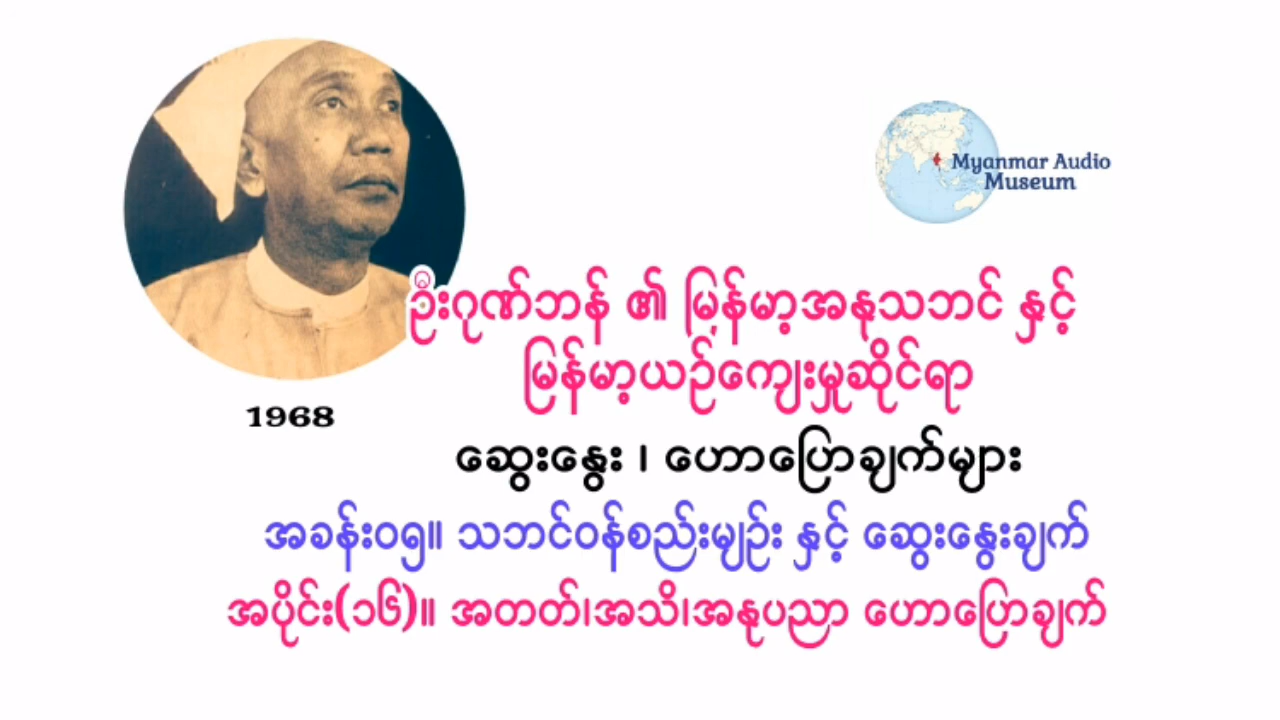 Myanmar Audio
Museum
ဦးဂုဏ်ဘန် ၏ မြန်မာ့အနုသဘင် နှင့်
မြန်မာ့ယဉ်ကျေးမှုဆိုင်ရာ
1968
ဆွေးနွေး ၊ ဟောပြောချက်များ
အခန်း၀၅။ သဘင်ဝန်စည်းမျဉ်း နှင့် ဆွေးနွေးချက်
အပိုင်း(၁၆)။ အတတ်၊အသိ၊အနုပညာ ဟောပြောချက်